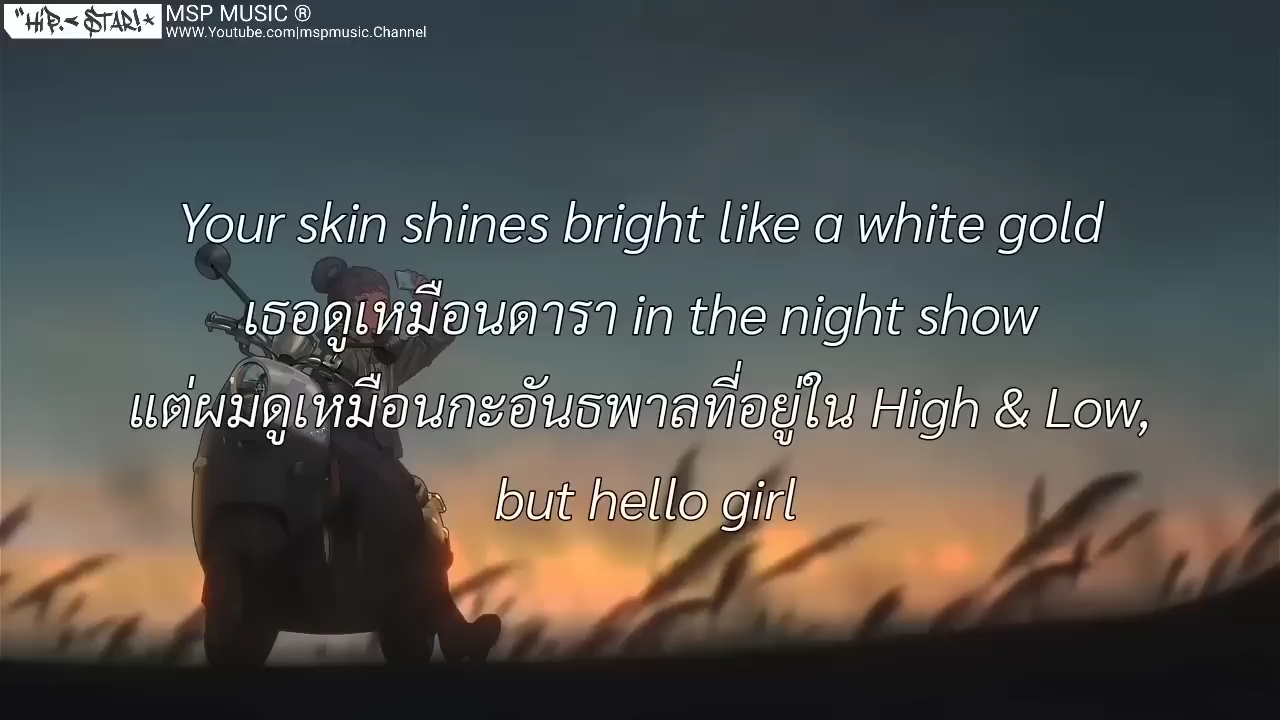 "HIP.< STAR!*
MSP MUSIC ®
WWW.Youtube.com|mspmusic.Channel
Your skin shines bright like a white gold
เธอดูเหมือนดารา in the night show
แต่ผมดูเหมือนกะอันธพาลที่อยู่ใน High & Low,
but hello girl